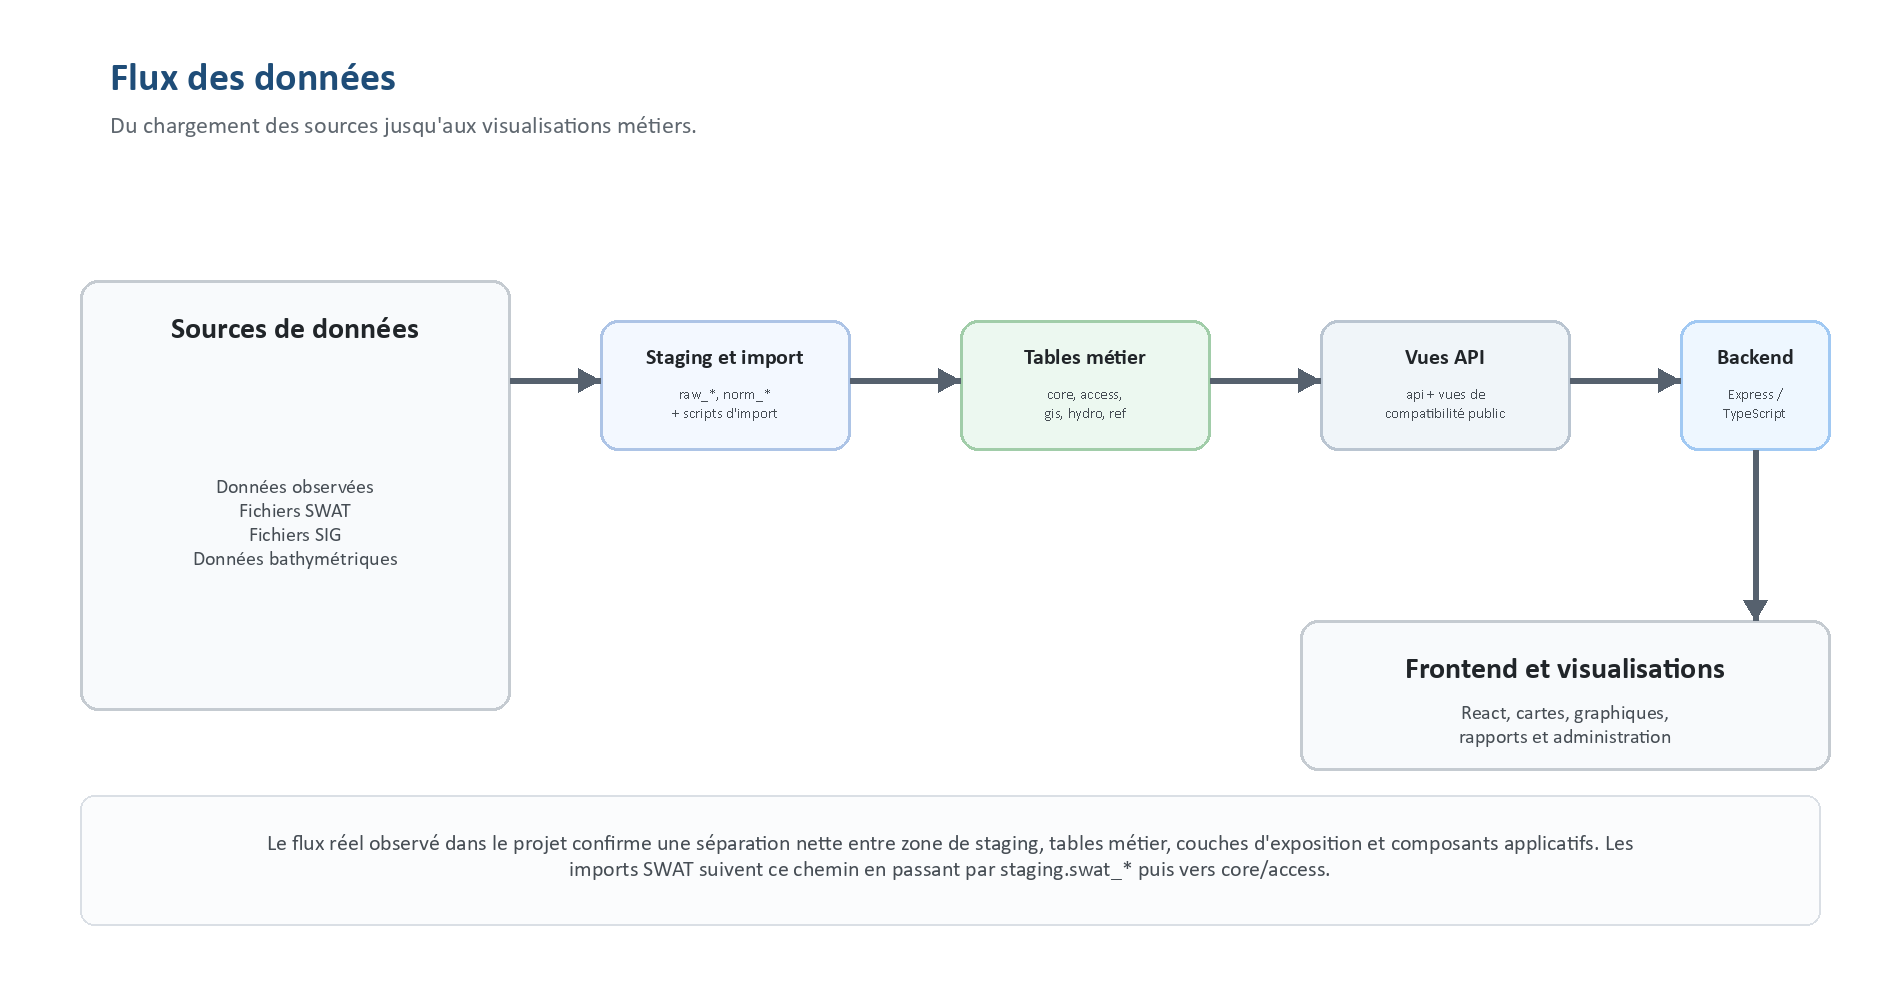 Flux des données
Du chargement des sources jusqu'aux visualisations métiers.
Sources de données
Données observées
Fichiers SWAT
Fichiers SIG
Données bathymétriques
Staging et import
raw_*, norm_*
+ scripts d'import
Tables métier
core, access,
gis, hydro, ref
Vues API
api + vues de
compatibilité public
Backend
Express /
TypeScript
Frontend et visualisations
React, cartes, graphiques,
rapports et administration
Le flux réel observé dans le projet confirme une séparation nette entre zone de staging, tables métier, couches d'exposition et composants applicatifs. Les
imports SWAT suivent ce chemin en passant par staging.swat_* puis vers core/access.